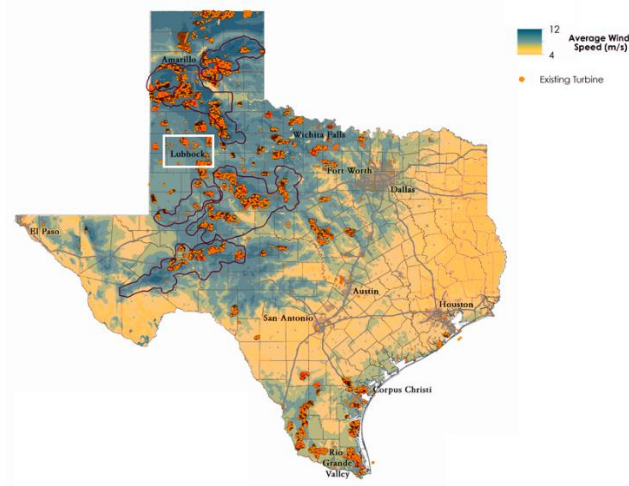 12
Average Wind
Speed (m/s)
4
Existing Turbine
Amarillo
Lubbock
Wichita Falls
Fort Worth
Dallas
El Paso
Austin
Houston
San Antonio
Corpus Christi
Rio
Grande
Valley